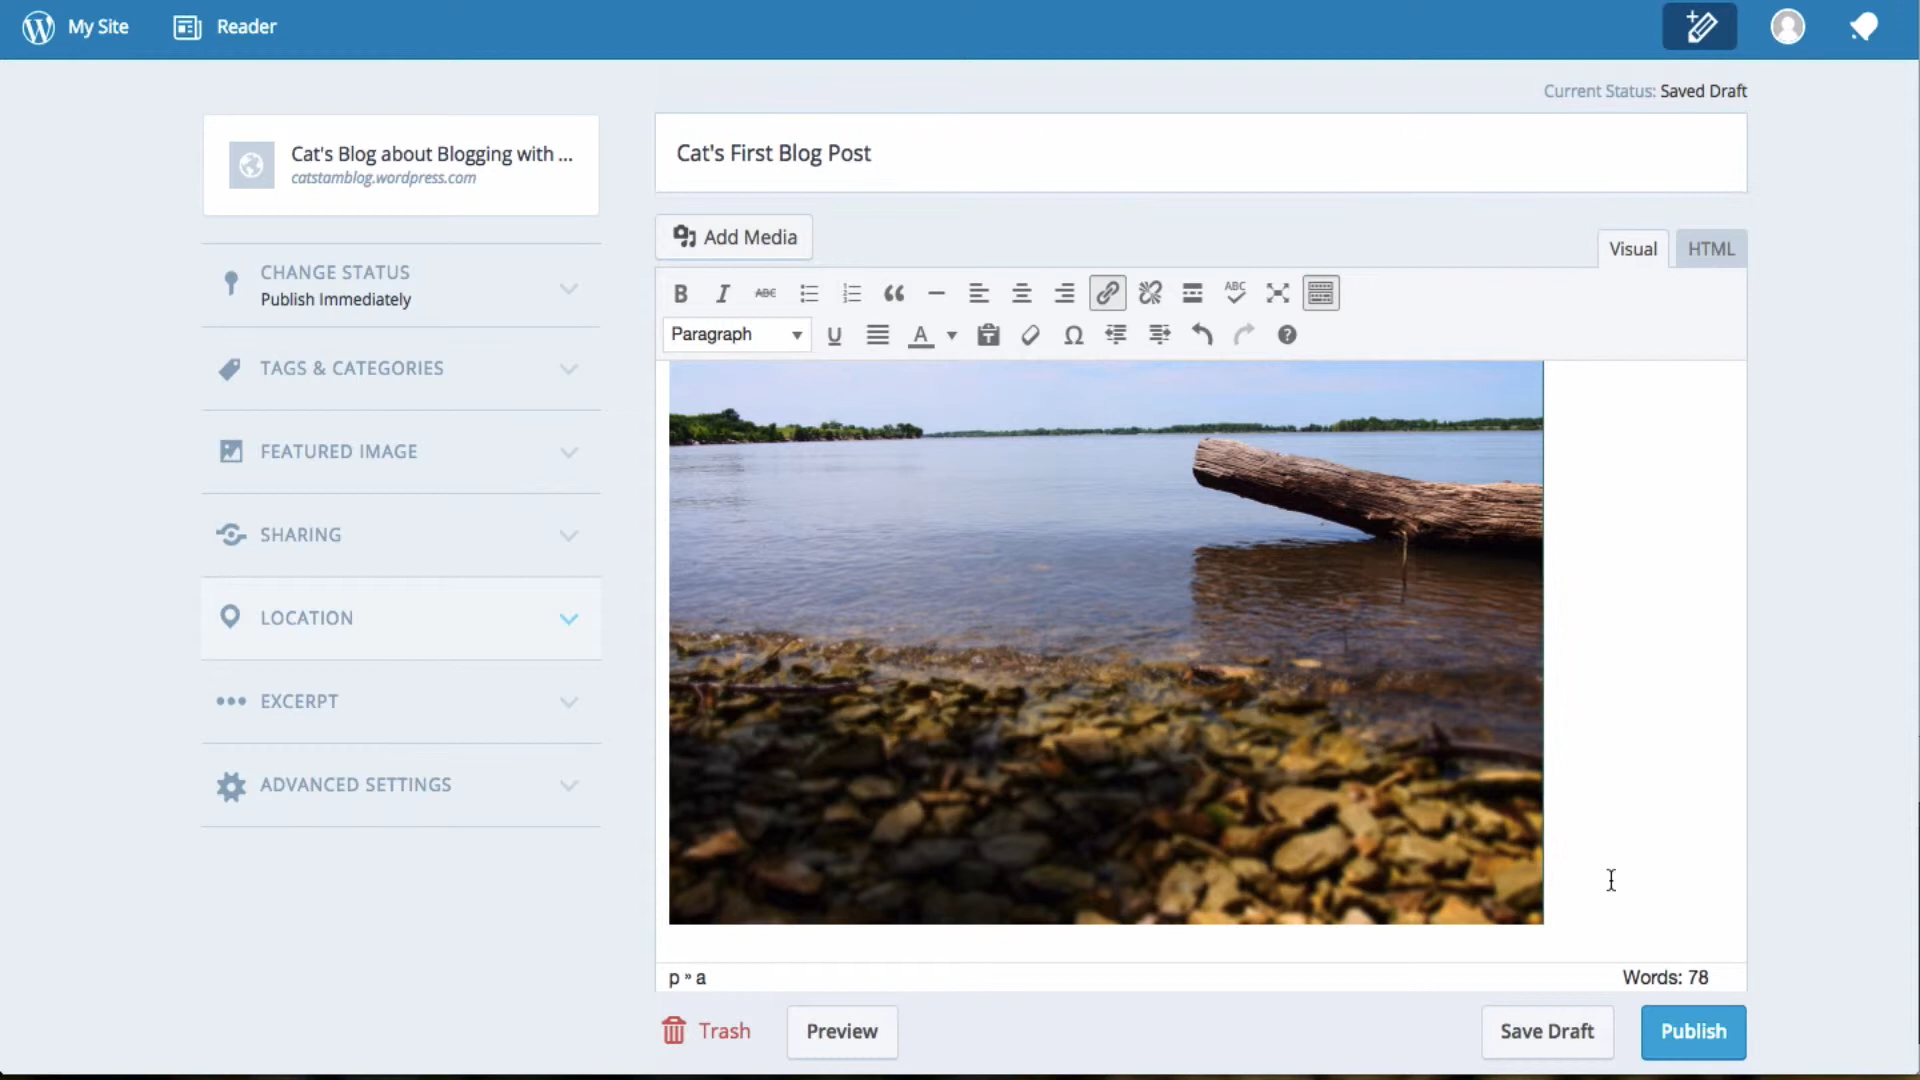 My Site
Reader
Current Status: Saved Draft
Cat's Blog about Blogging with ...
catstamblog.wordpress.com
Cat's First Blog Post
Add Media
Visual
HTML
CHANGE STATUS
Publish Immediately
B I ABC ABC
Paragraph
U A T Ω ?
TAGS & CATEGORIES
FEATURED IMAGE
SHARING
LOCATION
EXCERPT
ADVANCED SETTINGS
p » a
Words: 78
Trash
Preview
Save Draft
Publish